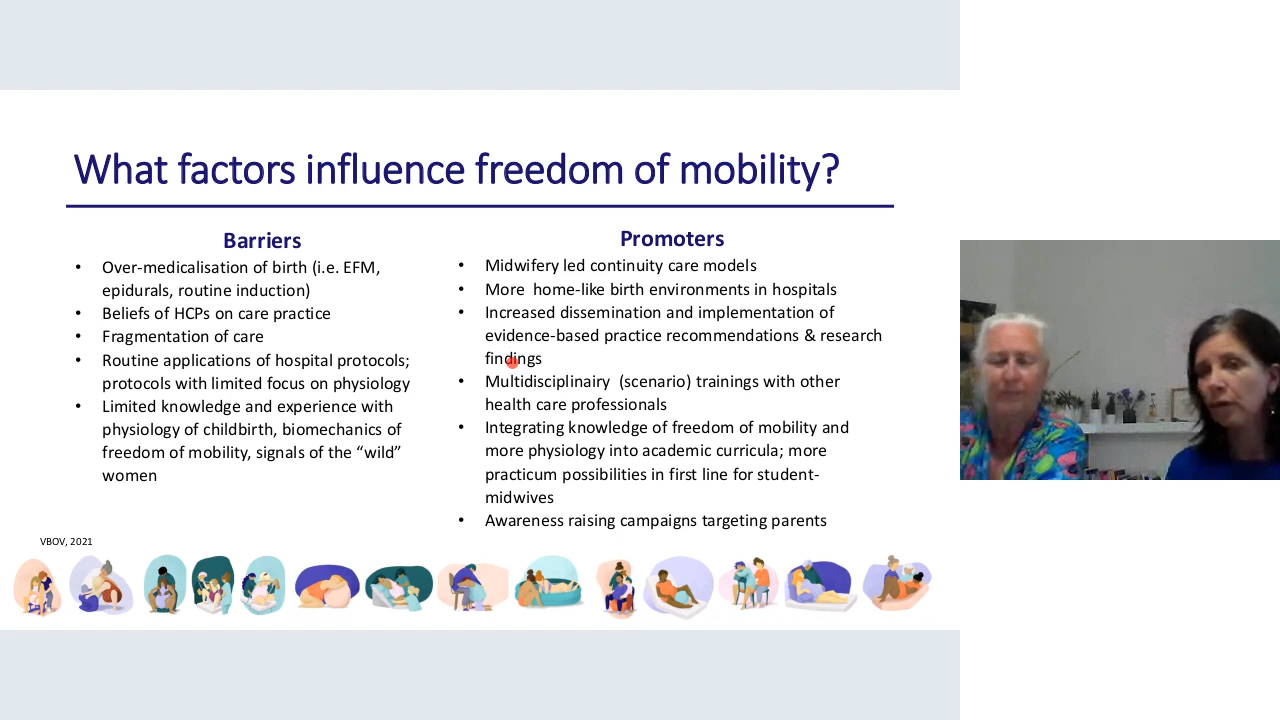 What factors influence freedom of mobility?
Barriers
• Over-medicalisation of birth (i.e. EFM,
epidurals, routine induction)
• Beliefs of HCPs on care practice
• Fragmentation of care
• Routine applications of hospital protocols;
protocols with limited focus on physiology
• Limited knowledge and experience with
physiology of childbirth, biomechanics of
freedom of mobility, signals of the “wild”
women
Promoters
• Midwifery led continuity care models
• More home-like birth environments in hospitals
• Increased dissemination and implementation of
evidence-based practice recommendations & research
findings
• Multidisciplinairy (scenario) trainings with other
health care professionals
• Integrating knowledge of freedom of mobility and
more physiology into academic curricula; more
practicum possibilities in first line for student-
midwives
• Awareness raising campaigns targeting parents
VBOV, 2021